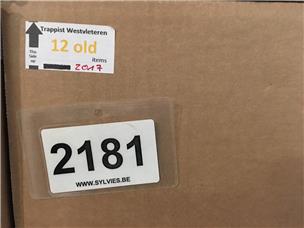 Trappist Westvleteren
12 old
items
This
Side
up
2017
2181
WWW.SYLVIES.BE